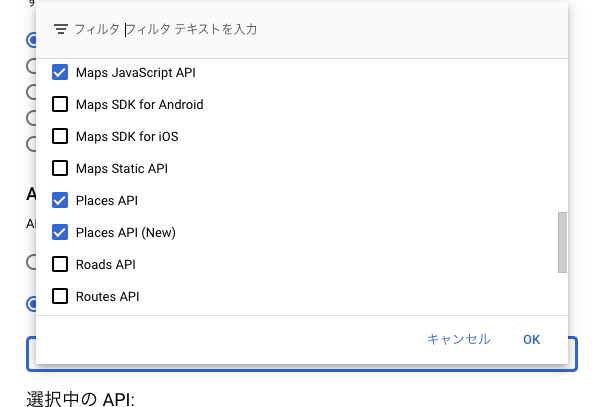 フィルタ フィルタ テキストを入力
Maps JavaScript API
Maps SDK for Android
Maps SDK for iOS
Maps Static API
Places API
Places API (New)
Roads API
Routes API
キャンセル OK
選択中の API: